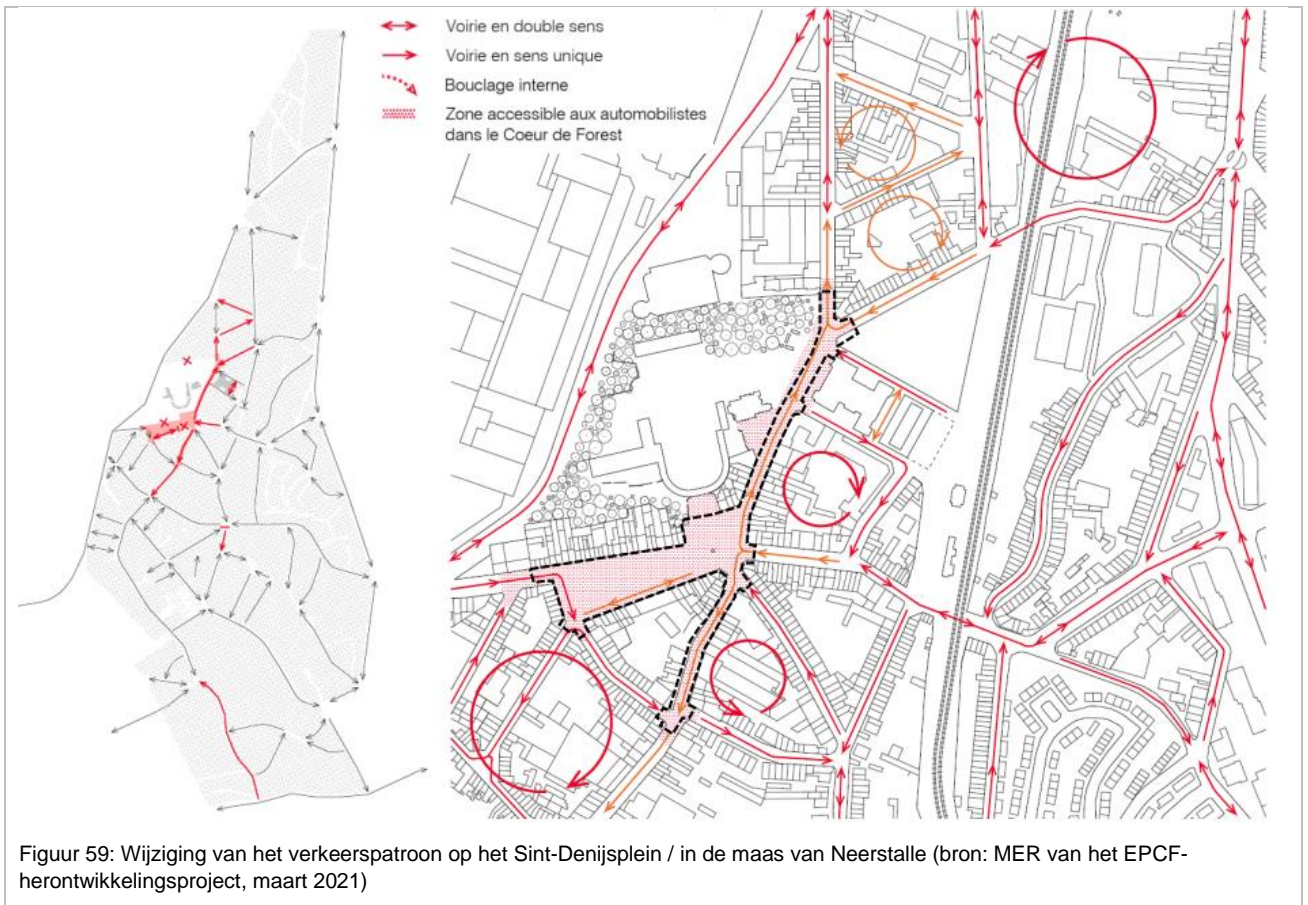 Voirie en double sens
Voirie en sens unique
Bouclage interne
Zone accessible aux automobilistes
dans le Coeur de Forest
Figuur 59: Wijziging van het verkeerspatroon op het Sint-Denijsplein / in de maas van Neerstalle (bron: MER van het EPCF-
herontwikkelingsproject, maart 2021)